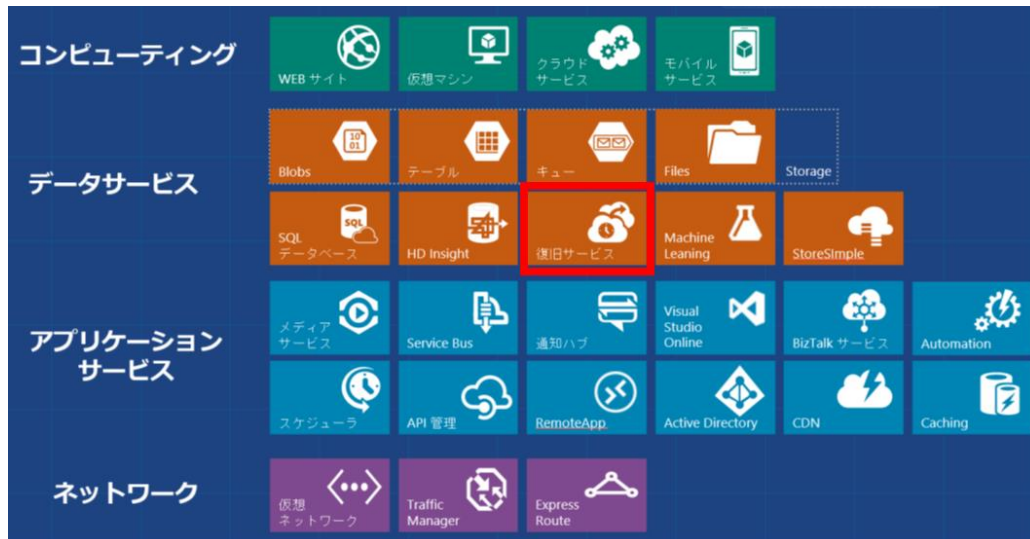 コンピューティング
WEB サイト
仮想マシン
クラウド
サービス
モバイル
サービス
データサービス
10
01
Blobs
テーブル
キュー
Files
Storage
SQL
SQL
データベース
HD Insight
復旧サービス
Machine
Leaning
StoreSImple
アプリケーション
サービス
メディア
サービス
Service Bus
通知ハブ
Visual
Studio
Online
BizTalk サービス
Automation
スケジューラ
API 管理
RemoteApp
Active Directory
CDN
Caching
ネットワーク
仮想
ネットワーク
Traffic
Manager
Express
Route